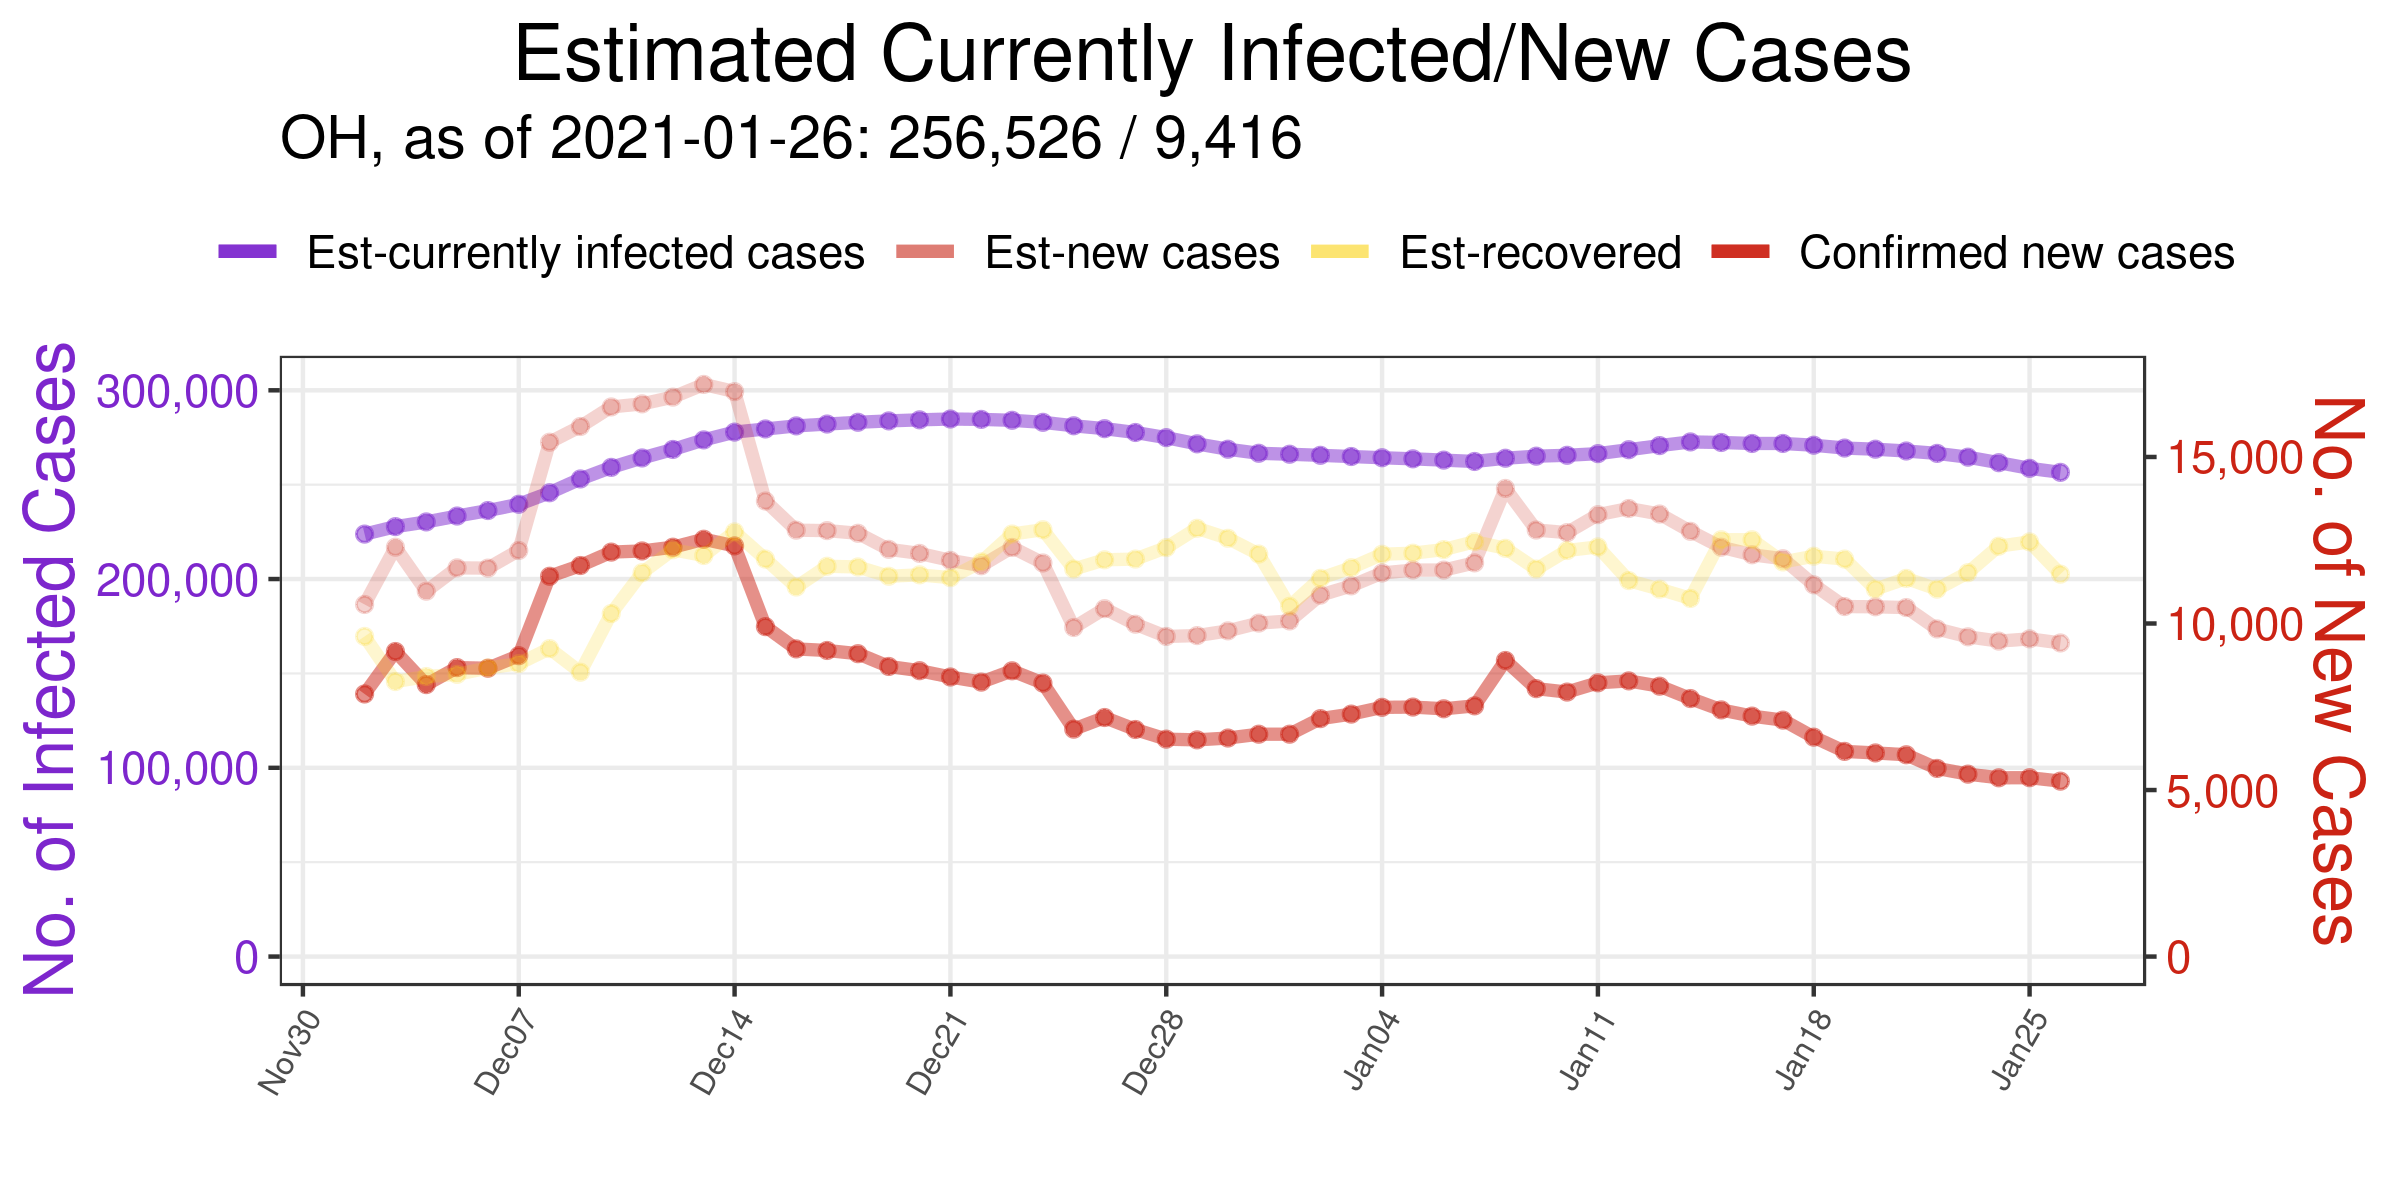 Estimated Currently Infected/New Cases
OH, as of 2021-01-26: 256,526 / 9,416
Est-currently infected cases Est-new cases Est-recovered Confirmed new cases
No. of Infected Cases
300,000
200,000
100,000
0
15,000
10,000
5,000
0
No. of New Cases
Nov30 Dec07 Dec14 Dec21 Dec28 Jan04 Jan11 Jan18 Jan25